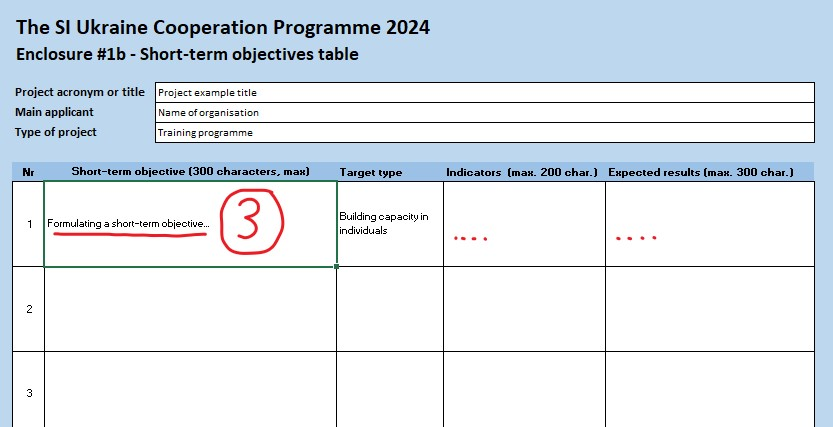 The SI Ukraine Cooperation Programme 2024
Enclosure #1b - Short-term objectives table
Project acronym or title Project example title
Main applicant Name of organisation
Type of project Training programme
Nr Short-term objective (300 characters, max) Target type Indicators (max. 200 char.) Expected results (max. 300 char.)
1 Formulating a short-term objective... 3 Building capacity in
individuals
....
....
2
3